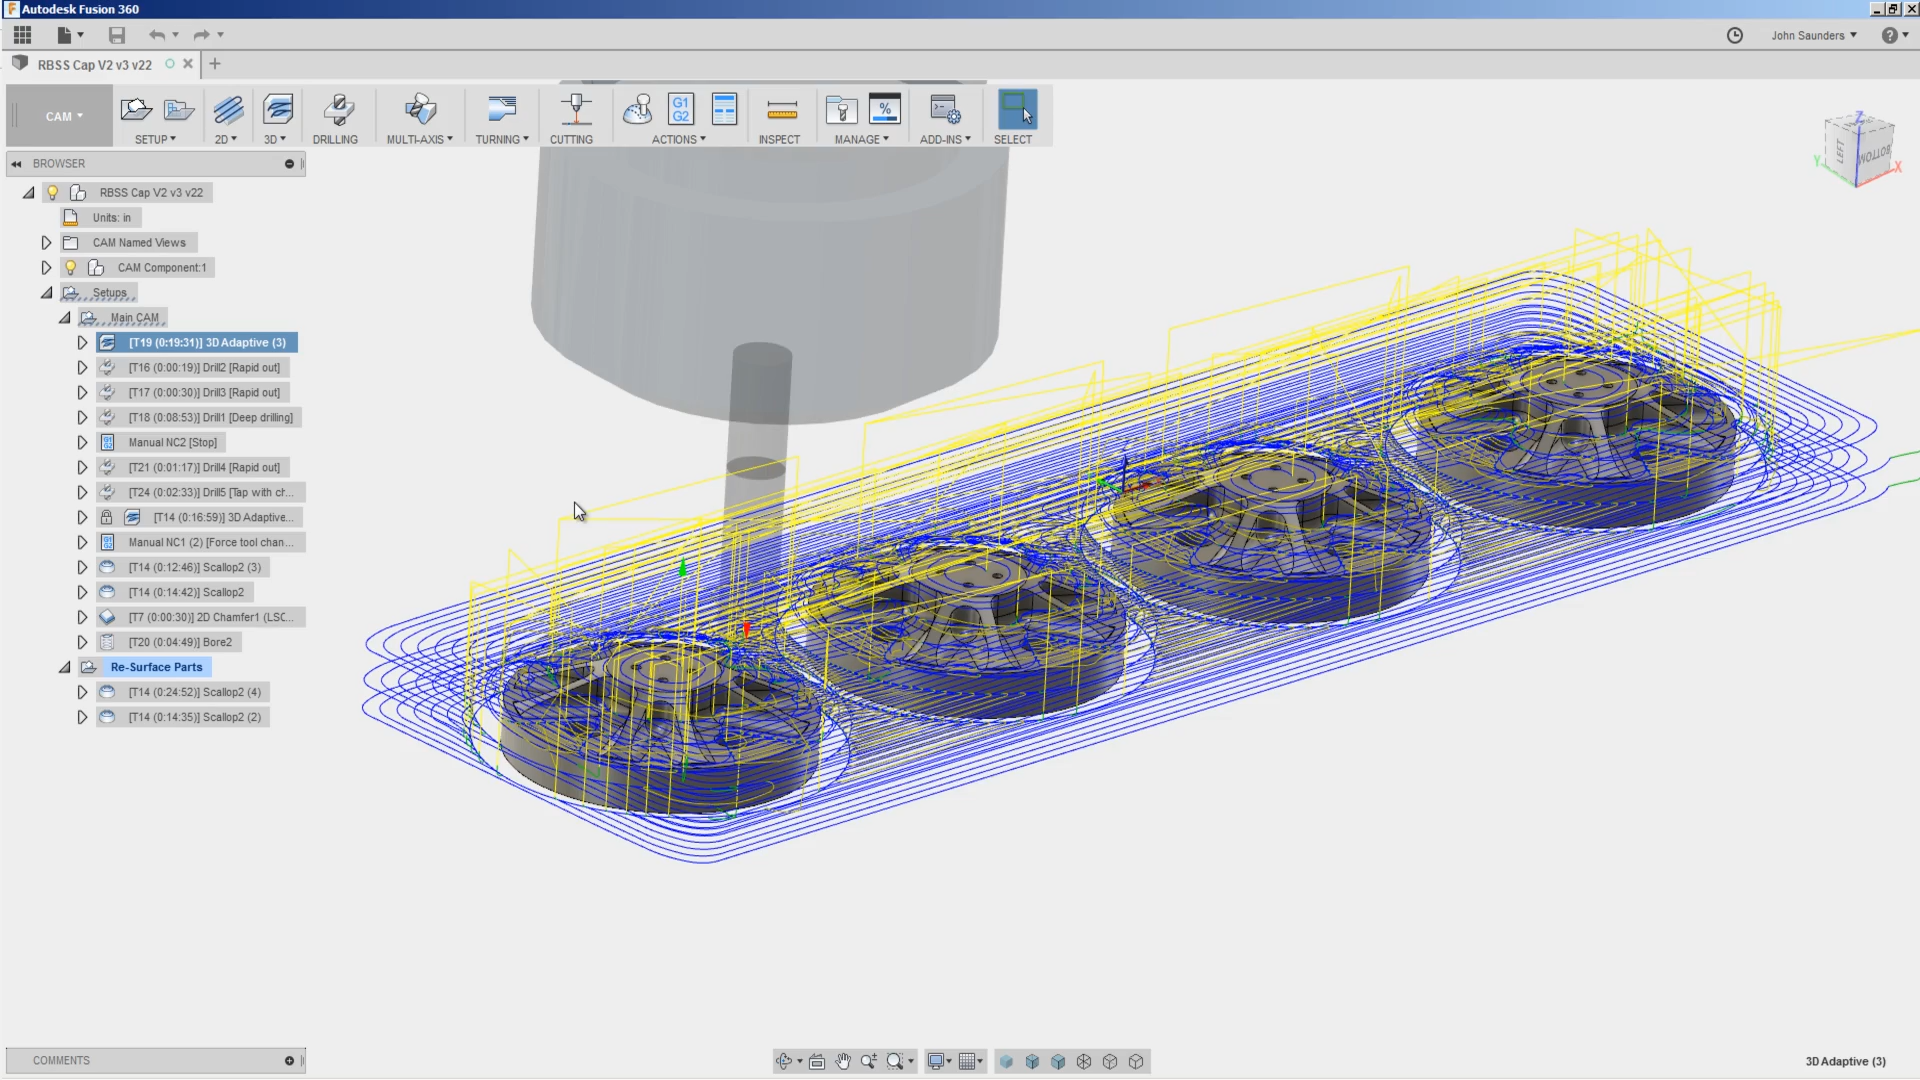 Autodesk Fusion 360
John Saunders
RBSS Cap V2 v3 v22
CAM
G1
G2
%
SETUP
2D
3D
DRILLING
MULTI-AXIS
TURNING
CUTTING
ACTIONS
INSPECT
MANAGE
ADD-INS
SELECT
Z
LEFT
BOTTOM
Y
X
BROWSER
RBSS Cap V2 v3 v22
Units: in
CAM Named Views
CAM Component:1
Setups
Main CAM
[T19 (0:19:31)] 3D Adaptive (3)
[T16 (0:00:19)] Drill2 [Rapid out]
[T17 (0:00:30)] Drill3 [Rapid out]
[T18 (0:08:53)] Drill1 [Deep drilling]
Manual NC2 [Stop]
[T21 (0:01:17)] Drill4 [Rapid out]
[T24 (0:02:33)] Drill5 [Tap with ch...
[T14 (0:16:59)] 3D Adaptive...
Manual NC1 (2) [Force tool chan...
[T14 (0:12:46)] Scallop2 (3)
[T14 (0:14:42)] Scallop2
[T7 (0:00:30)] 2D Chamfer1 (LSC...
[T20 (0:04:49)] Bore2
Re-Surface Parts
[T14 (0:24:52)] Scallop2 (4)
[T14 (0:14:35)] Scallop2 (2)
COMMENTS
3D Adaptive (3)